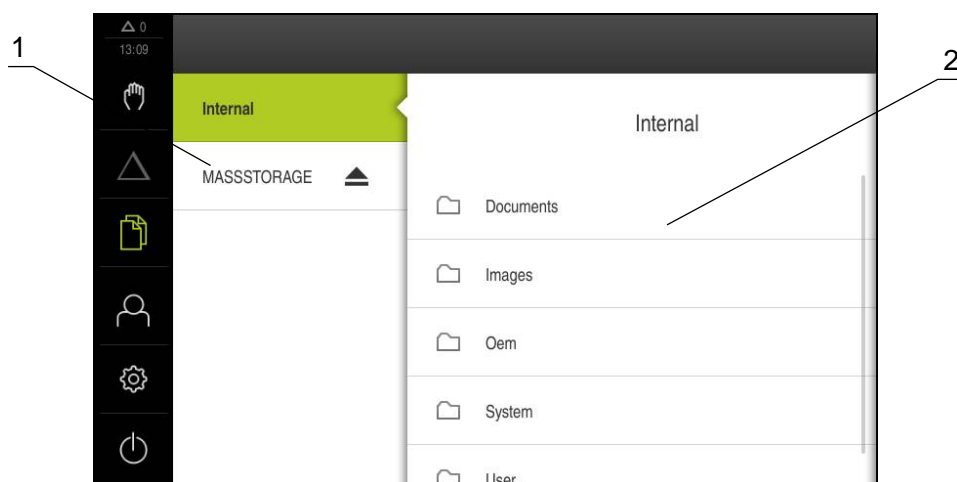 0
13:09
1
2
Internal
MASSSTORAGE
Internal
Documents
Images
Oem
System
User